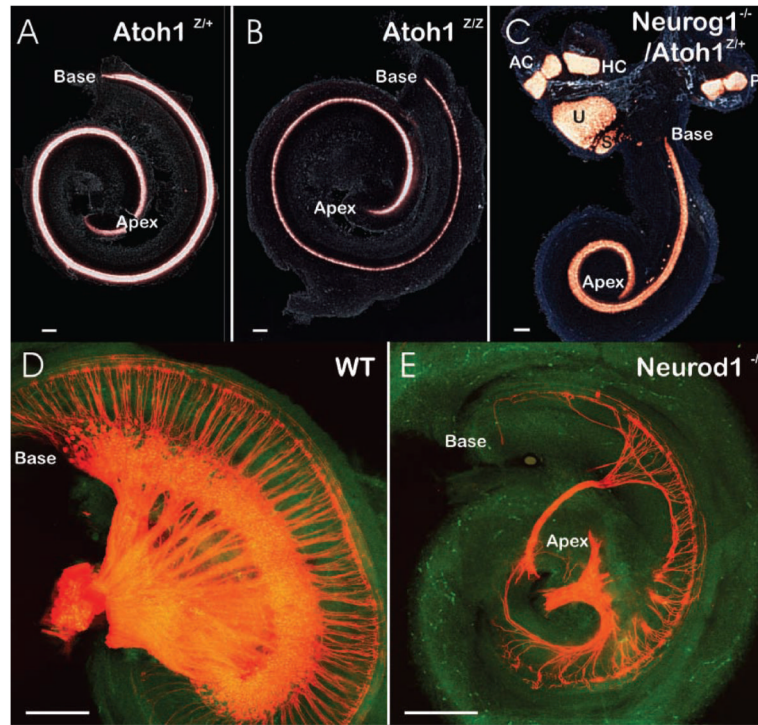 A
Atoh1 Z/+
Base
Apex
B
Atoh1 Z/Z
Base
Apex
C
Neurog1 -/-
/Atoh1 Z/+
AC
HC
P
U
S
Base
Apex
D
WT
Base
E
Neurod1 -/
Base
Apex